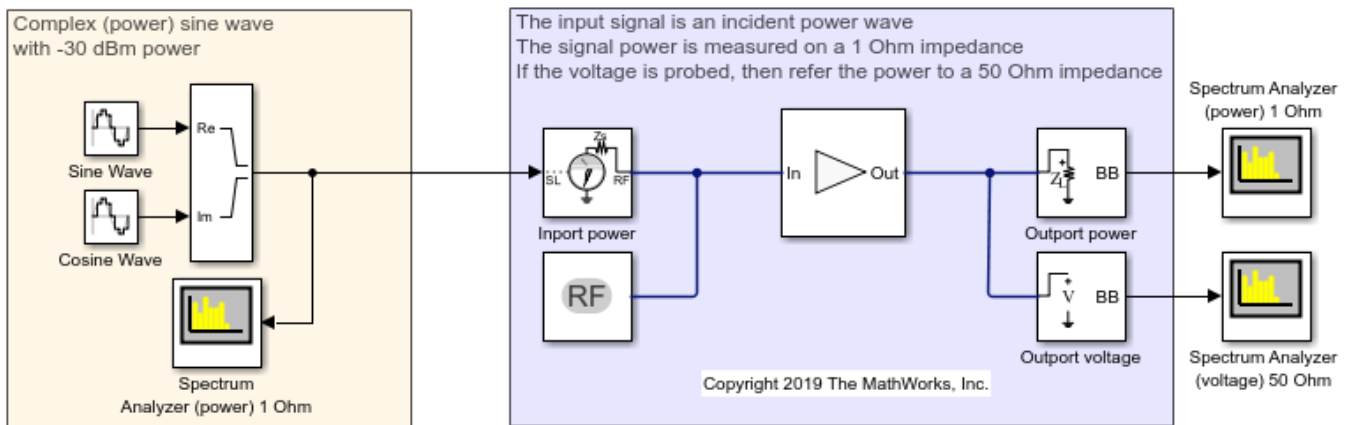 Complex (power) sine wave
with -30 dBm power
Re
Im
Sine Wave
Cosine Wave
Spectrum
Analyzer (power) 1 Ohm
The input signal is an incident power wave
The signal power is measured on a 1 Ohm impedance
If the voltage is probed, then refer the power to a 50 Ohm impedance
Zs
SL
RF
Inport power
RF
In
Out
ZL
BB
Outport power
V
BB
Outport voltage
Copyright 2019 The MathWorks, Inc.
Spectrum Analyzer
(power) 1 Ohm
Spectrum Analyzer
(voltage) 50 Ohm